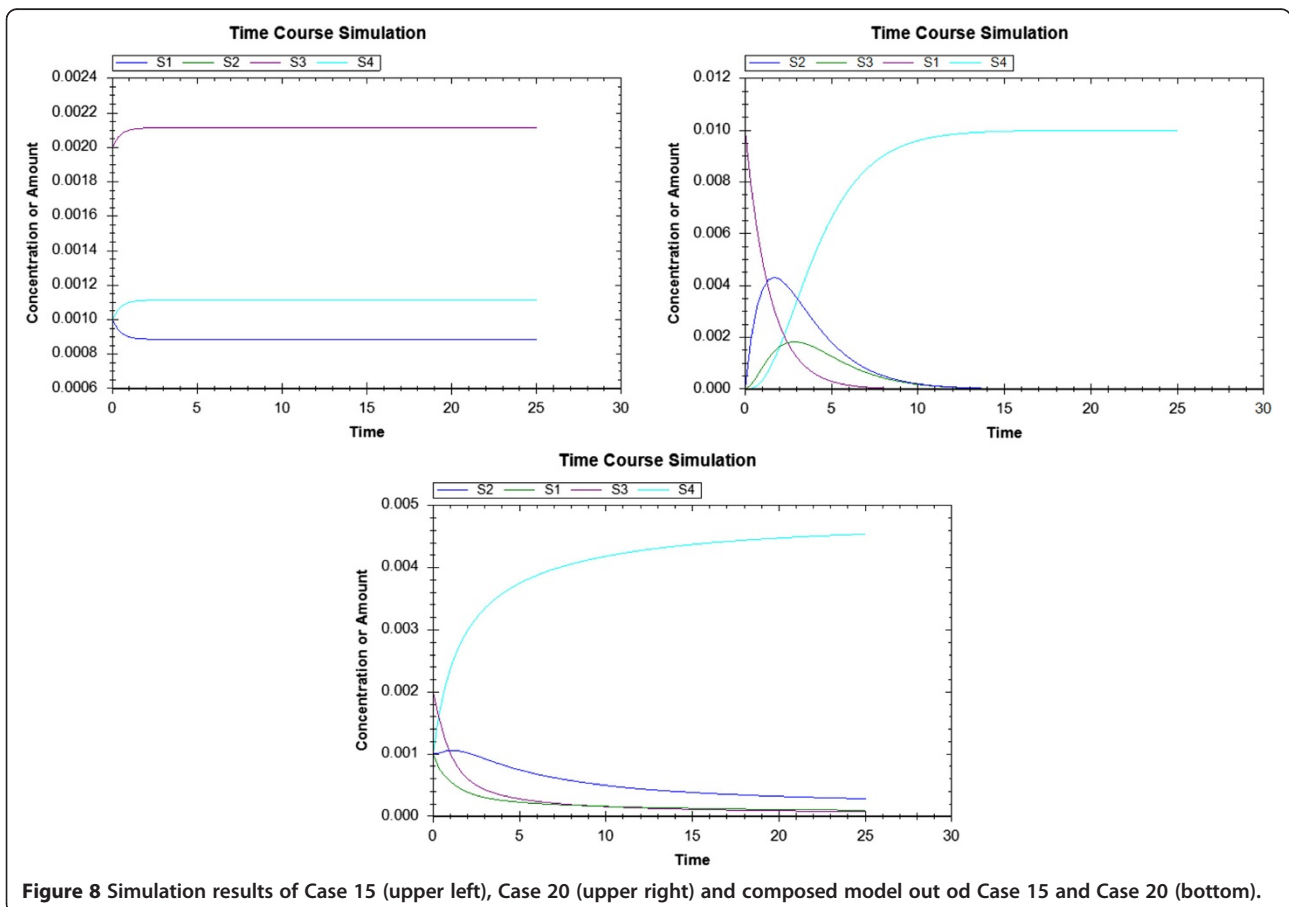 Time Course Simulation
S1 S2 S3 S4
Concentration or Amount
0.0024
0.0022
0.0020
0.0018
0.0016
0.0014
0.0012
0.0010
0.0008
0.0006
0 5 10 15 20 25 30
Time
Time Course Simulation
S2 S3 S1 S4
Concentration or Amount
0.012
0.010
0.008
0.006
0.004
0.002
0.000
0 5 10 15 20 25 30
Time
Time Course Simulation
S2 S1 S3 S4
Concentration or Amount
0.005
0.004
0.003
0.002
0.001
0.000
0 5 10 15 20 25 30
Time
Figure 8 Simulation results of Case 15 (upper left), Case 20 (upper right) and composed model out od Case 15 and Case 20 (bottom).